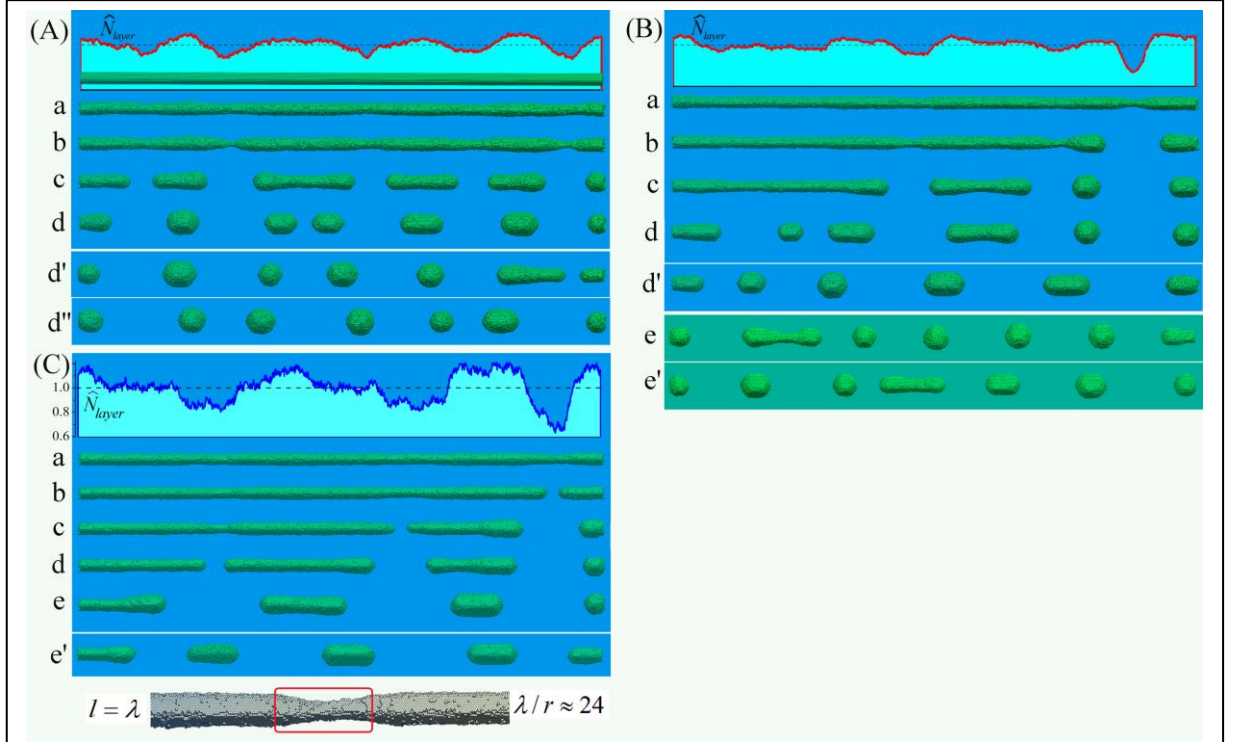 (A)
N̂layer
a
b
c
d
d'
d''
(B)
N̂layer
a
b
c
d
d'
e
e'
(C)
1.0
N̂layer
0.8
0.6
a
b
c
d
e
e'
l = λ
λ/r ≈ 24